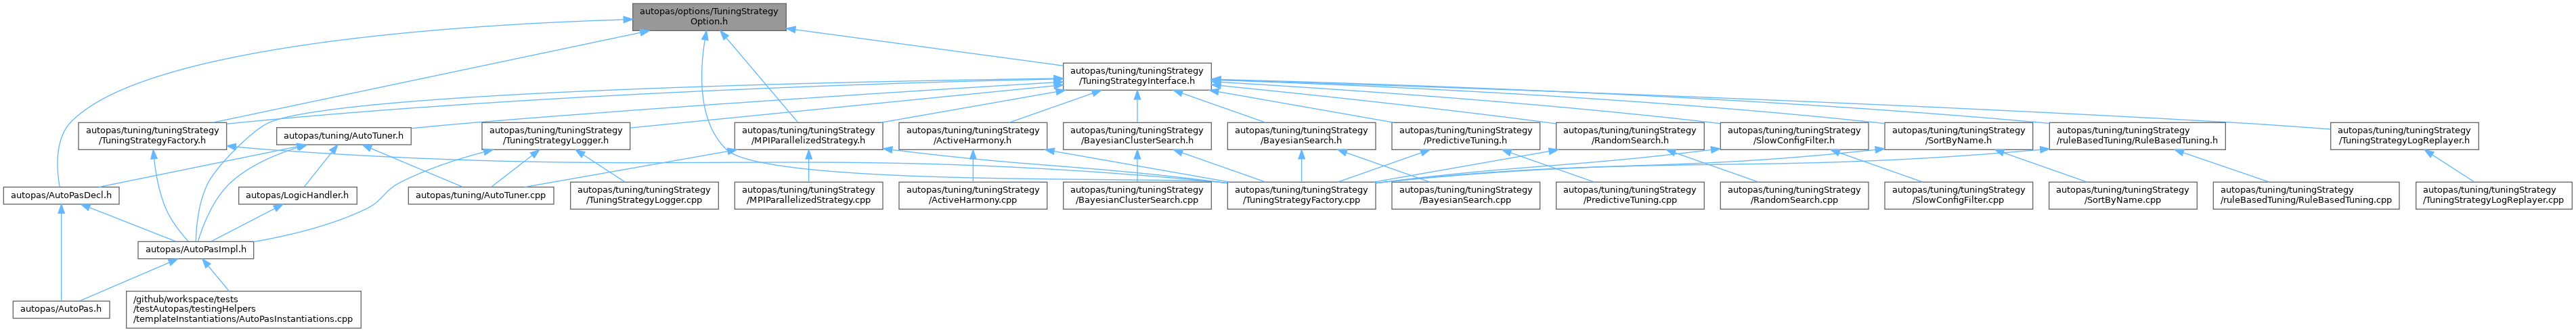 autopas/options/TuningStrategy
Option.h
autopas/tuning/tuningStrategy
/TuningStrategyInterface.h
autopas/tuning/tuningStrategy
/TuningStrategyFactory.h
autopas/tuning/AutoTuner.h
autopas/tuning/tuningStrategy
/TuningStrategyLogger.h
autopas/tuning/tuningStrategy
/MPIParallelizedStrategy.h
autopas/tuning/tuningStrategy
/ActiveHarmony.h
autopas/tuning/tuningStrategy
/BayesianClusterSearch.h
autopas/tuning/tuningStrategy
/BayesianSearch.h
autopas/tuning/tuningStrategy
/PredictiveTuning.h
autopas/tuning/tuningStrategy
/RandomSearch.h
autopas/tuning/tuningStrategy
/SlowConfigFilter.h
autopas/tuning/tuningStrategy
/SortByName.h
autopas/tuning/tuningStrategy
/ruleBasedTuning/RuleBasedTuning.h
autopas/tuning/tuningStrategy
/TuningStrategyLogReplayer.h
autopas/AutoPasDecl.h
autopas/LogicHandler.h
autopas/tuning/AutoTuner.cpp
autopas/tuning/tuningStrategy
/TuningStrategyLogger.cpp
autopas/tuning/tuningStrategy
/MPIParallelizedStrategy.cpp
autopas/tuning/tuningStrategy
/ActiveHarmony.cpp
autopas/tuning/tuningStrategy
/BayesianClusterSearch.cpp
autopas/tuning/tuningStrategy
/TuningStrategyFactory.cpp
autopas/tuning/tuningStrategy
/BayesianSearch.cpp
autopas/tuning/tuningStrategy
/PredictiveTuning.cpp
autopas/tuning/tuningStrategy
/RandomSearch.cpp
autopas/tuning/tuningStrategy
/SlowConfigFilter.cpp
autopas/tuning/tuningStrategy
/SortByName.cpp
autopas/tuning/tuningStrategy
/ruleBasedTuning/RuleBasedTuning.cpp
autopas/tuning/tuningStrategy
/TuningStrategyLogReplayer.cpp
autopas/AutoPasImpl.h
autopas/AutoPas.h
/github/workspace/tests
/testAutopas/testingHelpers
/templateInstantiations/AutoPasInstantiations.cpp